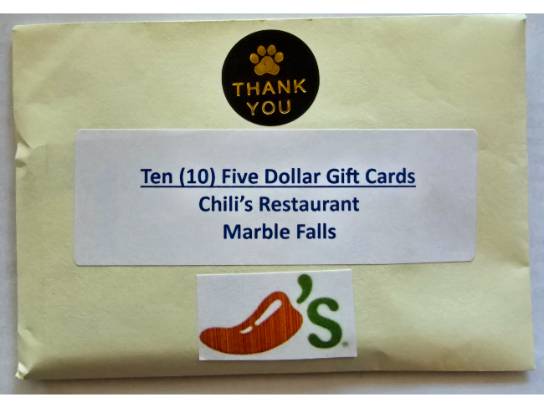 THANK
YOU
Ten (10) Five Dollar Gift Cards
Chili's Restaurant
Marble Falls
's